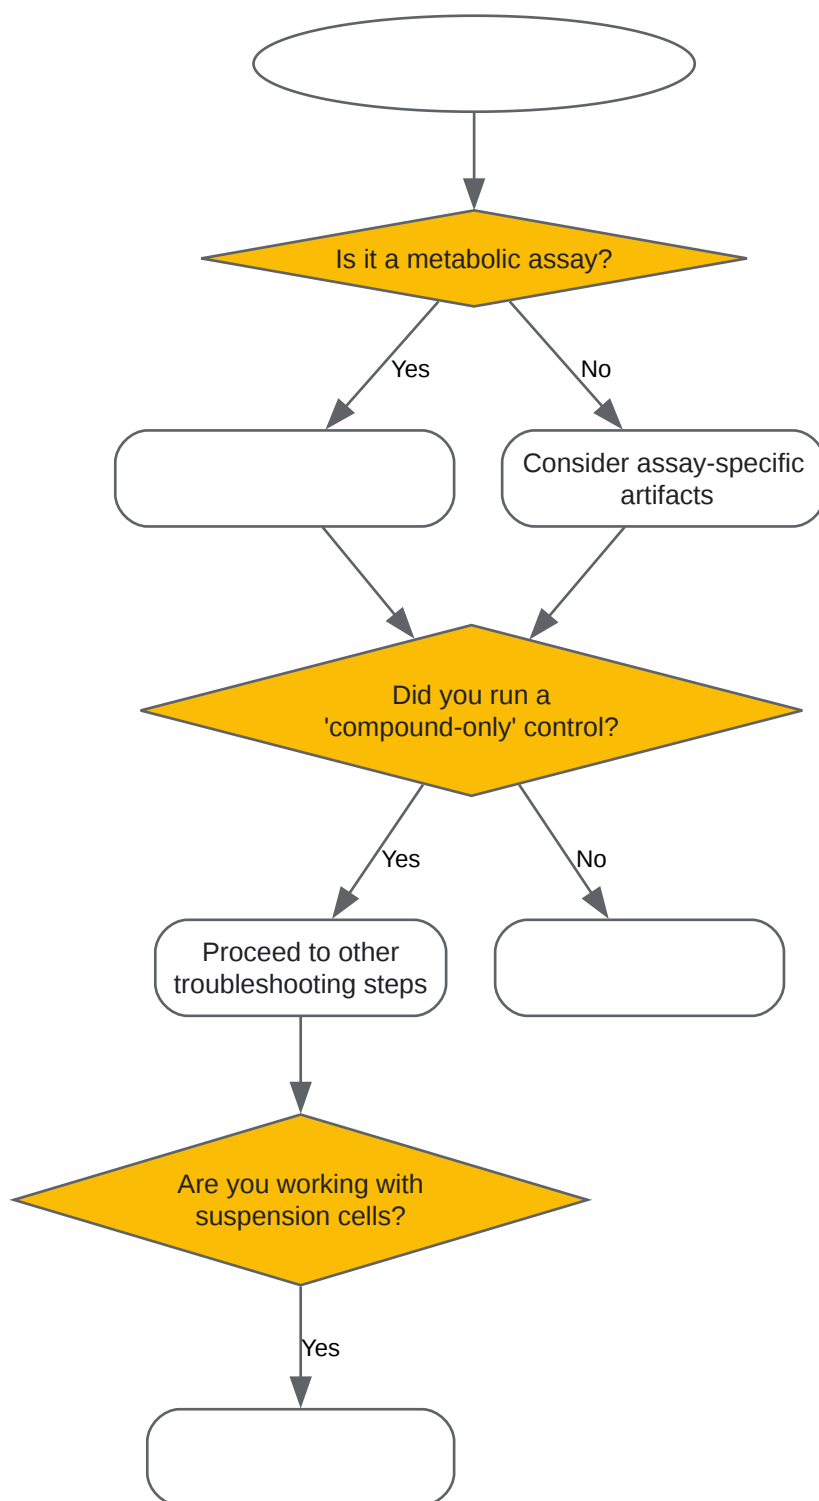 Is it a metabolic assay?
Yes
No
Consider assay-specific
artifacts
Did you run a
'compound-only' control?
Yes
No
Proceed to other
troubleshooting steps
Are you working with
suspension cells?
Yes